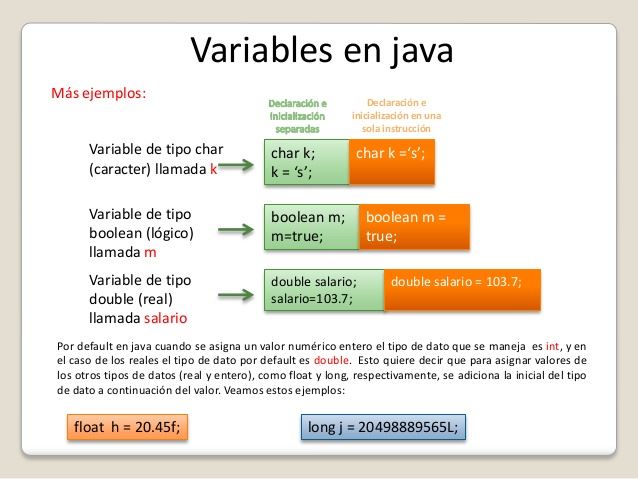 Variables en java
Más ejemplos:
Declaración e
inicialización
separadas
Declaración e
inicialización en una
sola instrucción
Variable de tipo char
(caracter) llamada k
char k;
k = ‘s’;
char k =‘s’;
Variable de tipo
boolean (lógico)
llamada m
boolean m;
m=true;
boolean m =
true;
Variable de tipo
double (real)
llamada salario
double salario;
salario=103.7;
double salario = 103.7;
Por default en java cuando se asigna un valor numérico entero el tipo de dato que se maneja es int, y en
el caso de los reales el tipo de dato por default es double. Esto quiere decir que para asignar valores de
los otros tipos de datos (real y entero), como float y long, respectivamente, se adiciona la inicial del tipo
de dato a continuación del valor. Veamos estos ejemplos:
float h = 20.45f;
long j = 20498889565L;